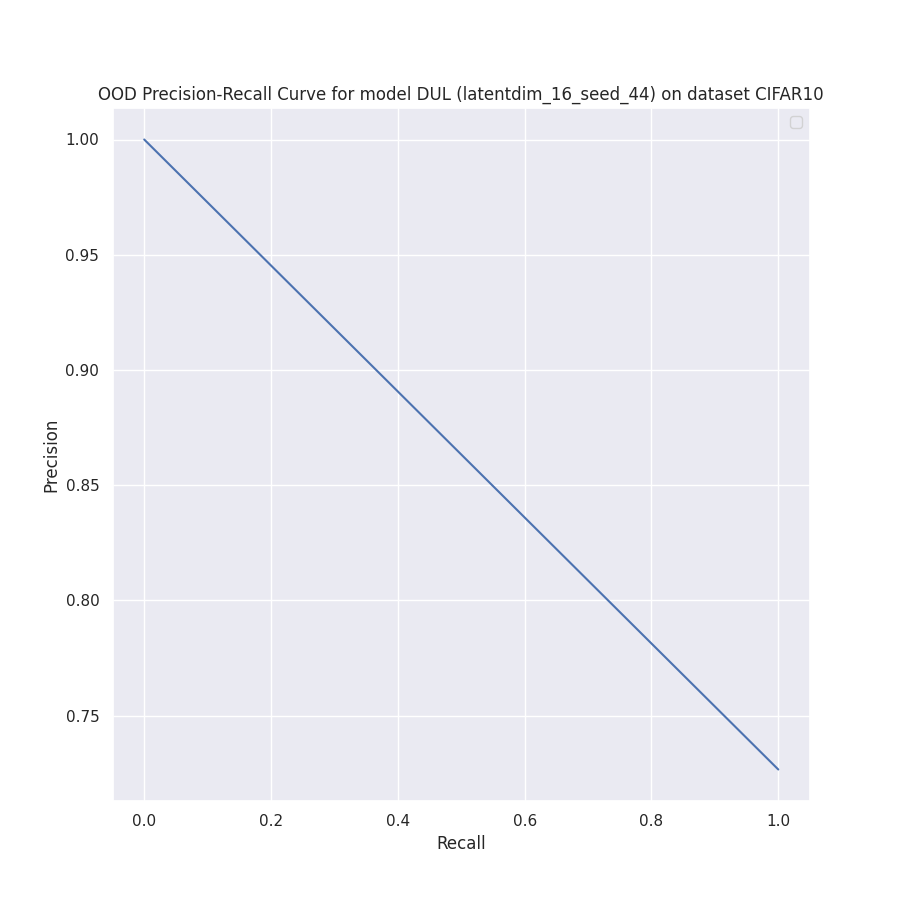 OOD Precision-Recall Curve for model DUL (latentdim_16_seed_44) on dataset CIFAR10
1.00
0.95
0.90
0.85
0.80
0.75
Precision
0.0 0.2 0.4 0.6 0.8 1.0
Recall